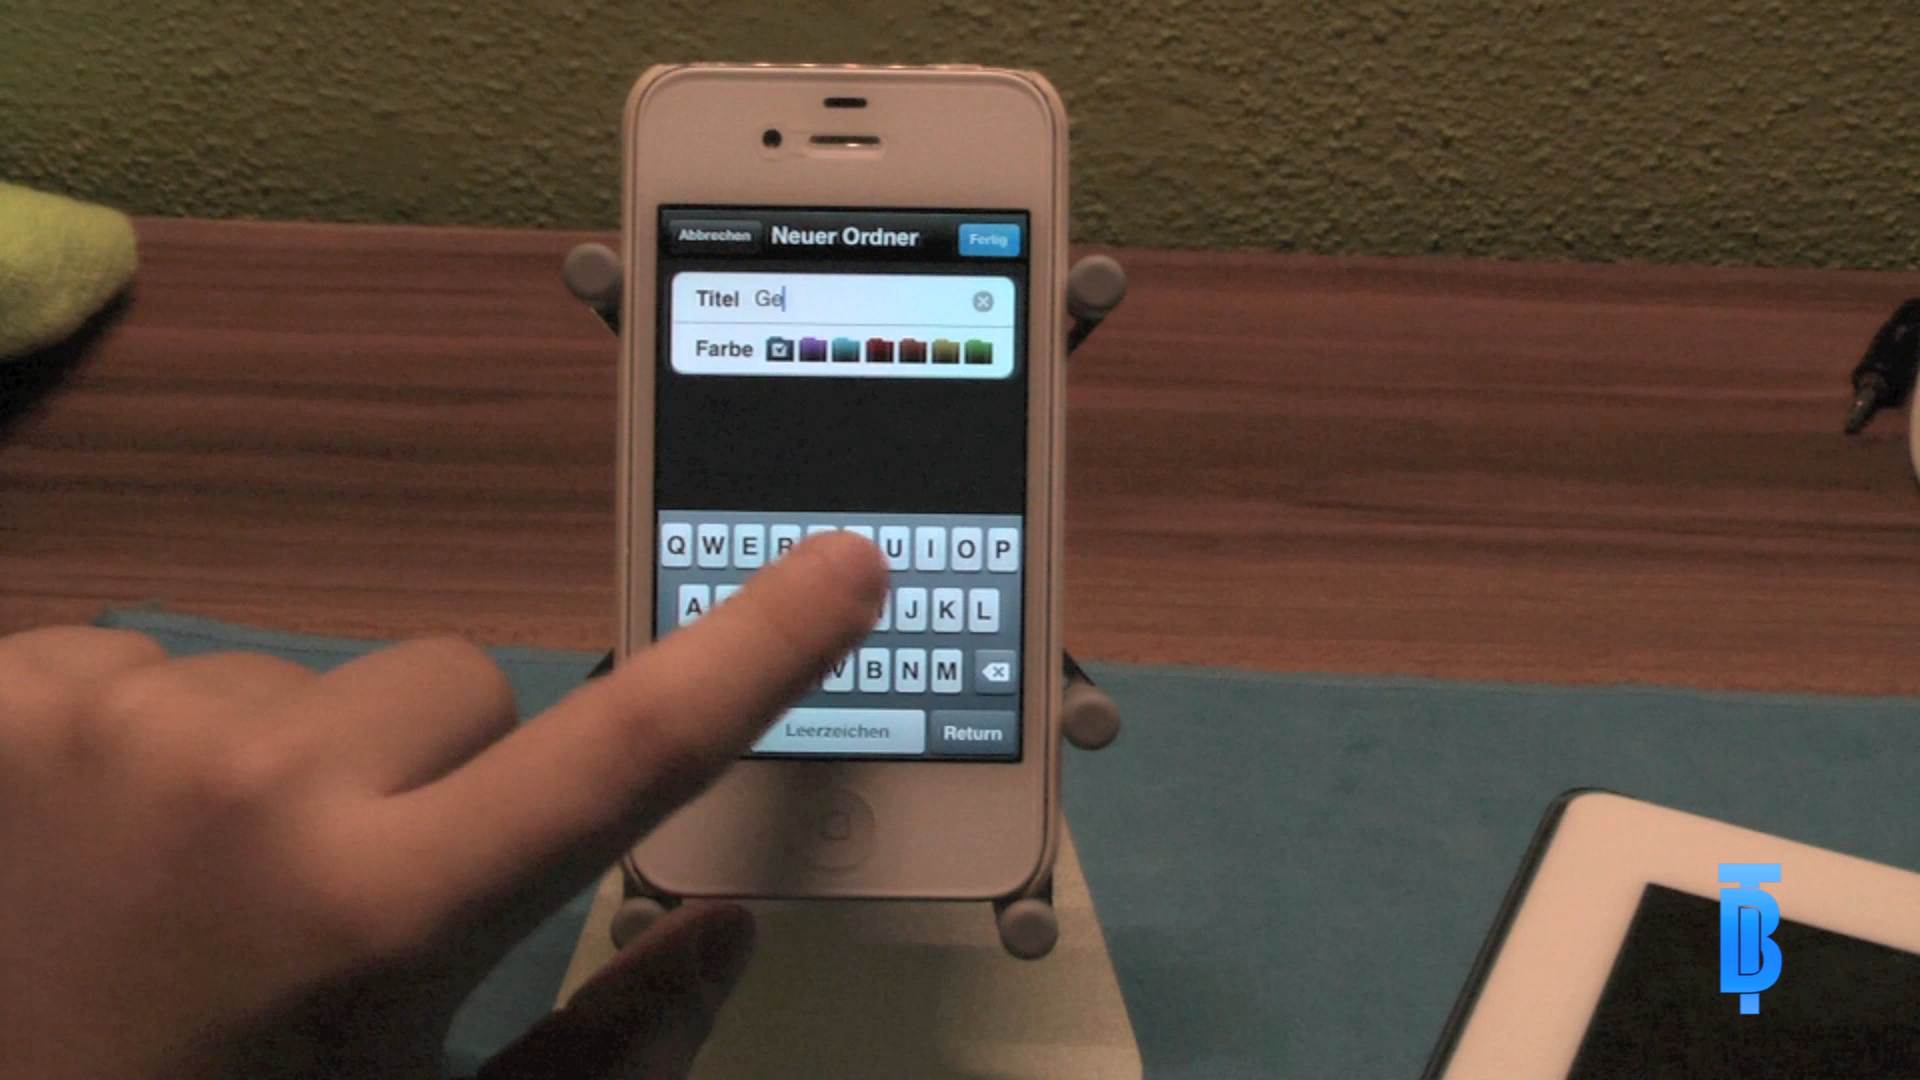 Abbrechen Neuer Ordner Fertig
Titel Ge
Farbe
Q W E R U I O P
A J K L
V B N M
Leerzeichen Return